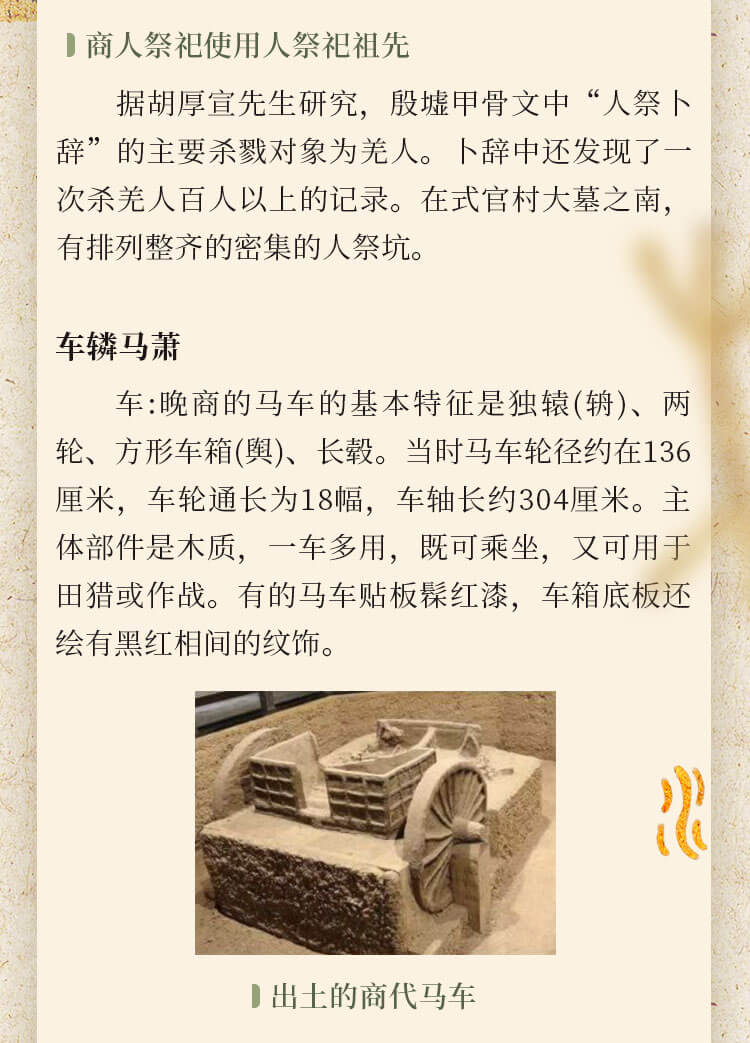 商人祭祀使用人祭祀祖先
据胡厚宣先生研究，殷墟甲骨文中“人祭卜
辞”的主要杀戮对象为羌人。卜辞中还发现了一
次杀羌人百人以上的记录。在式官村大墓之南，
有排列整齐的密集的人祭坑。
车辚马萧
车:晚商的马车的基本特征是独辕(辀)、两
轮、方形车箱(舆)、长毂。当时马车轮径约在136
厘米，车轮通长为18幅，车轴长约304厘米。主
体部件是木质，一车多用，既可乘坐，又可用于
田猎或作战。有的马车贴板髹红漆，车箱底板还
绘有黑红相间的纹饰。
出土的商代马车